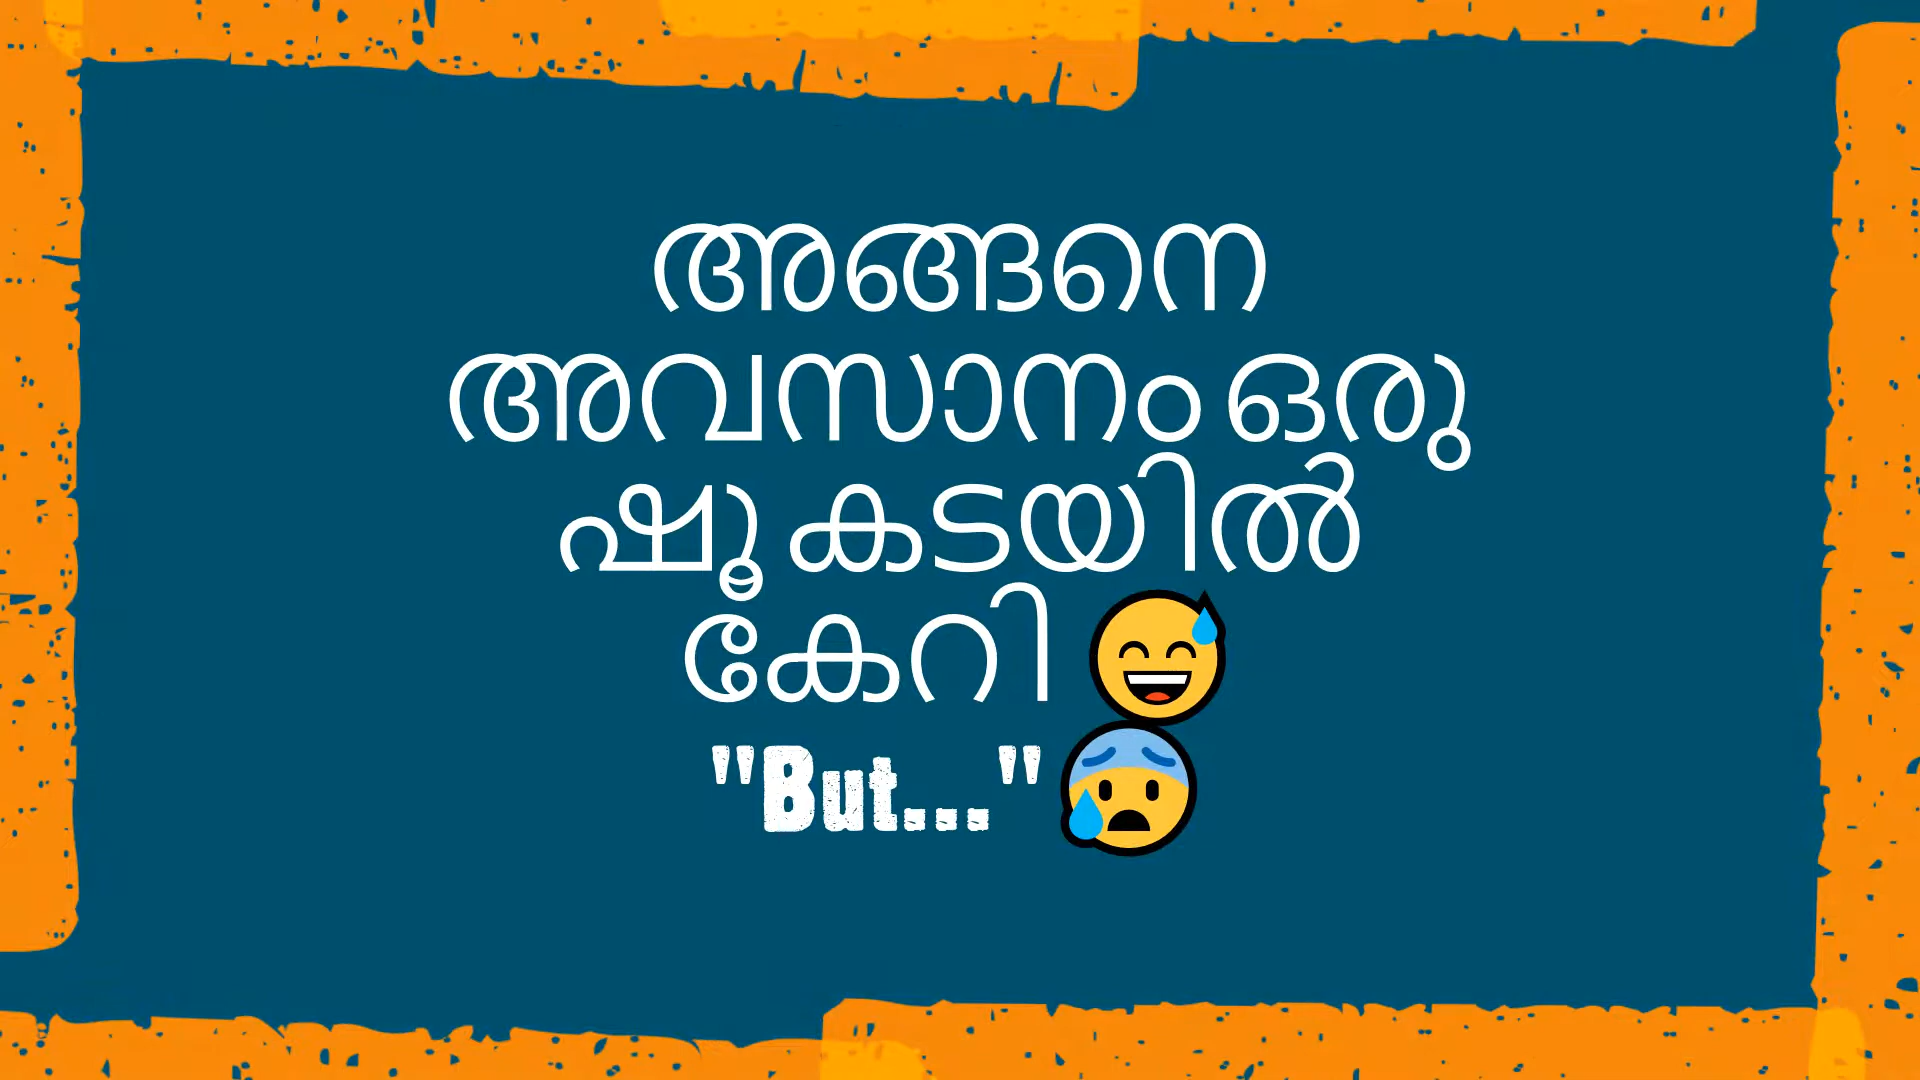 അങ്ങനെ
അവസാനം ഒരു
ഷൂ കടയിൽ
കേറി 😅
"But..." 😰